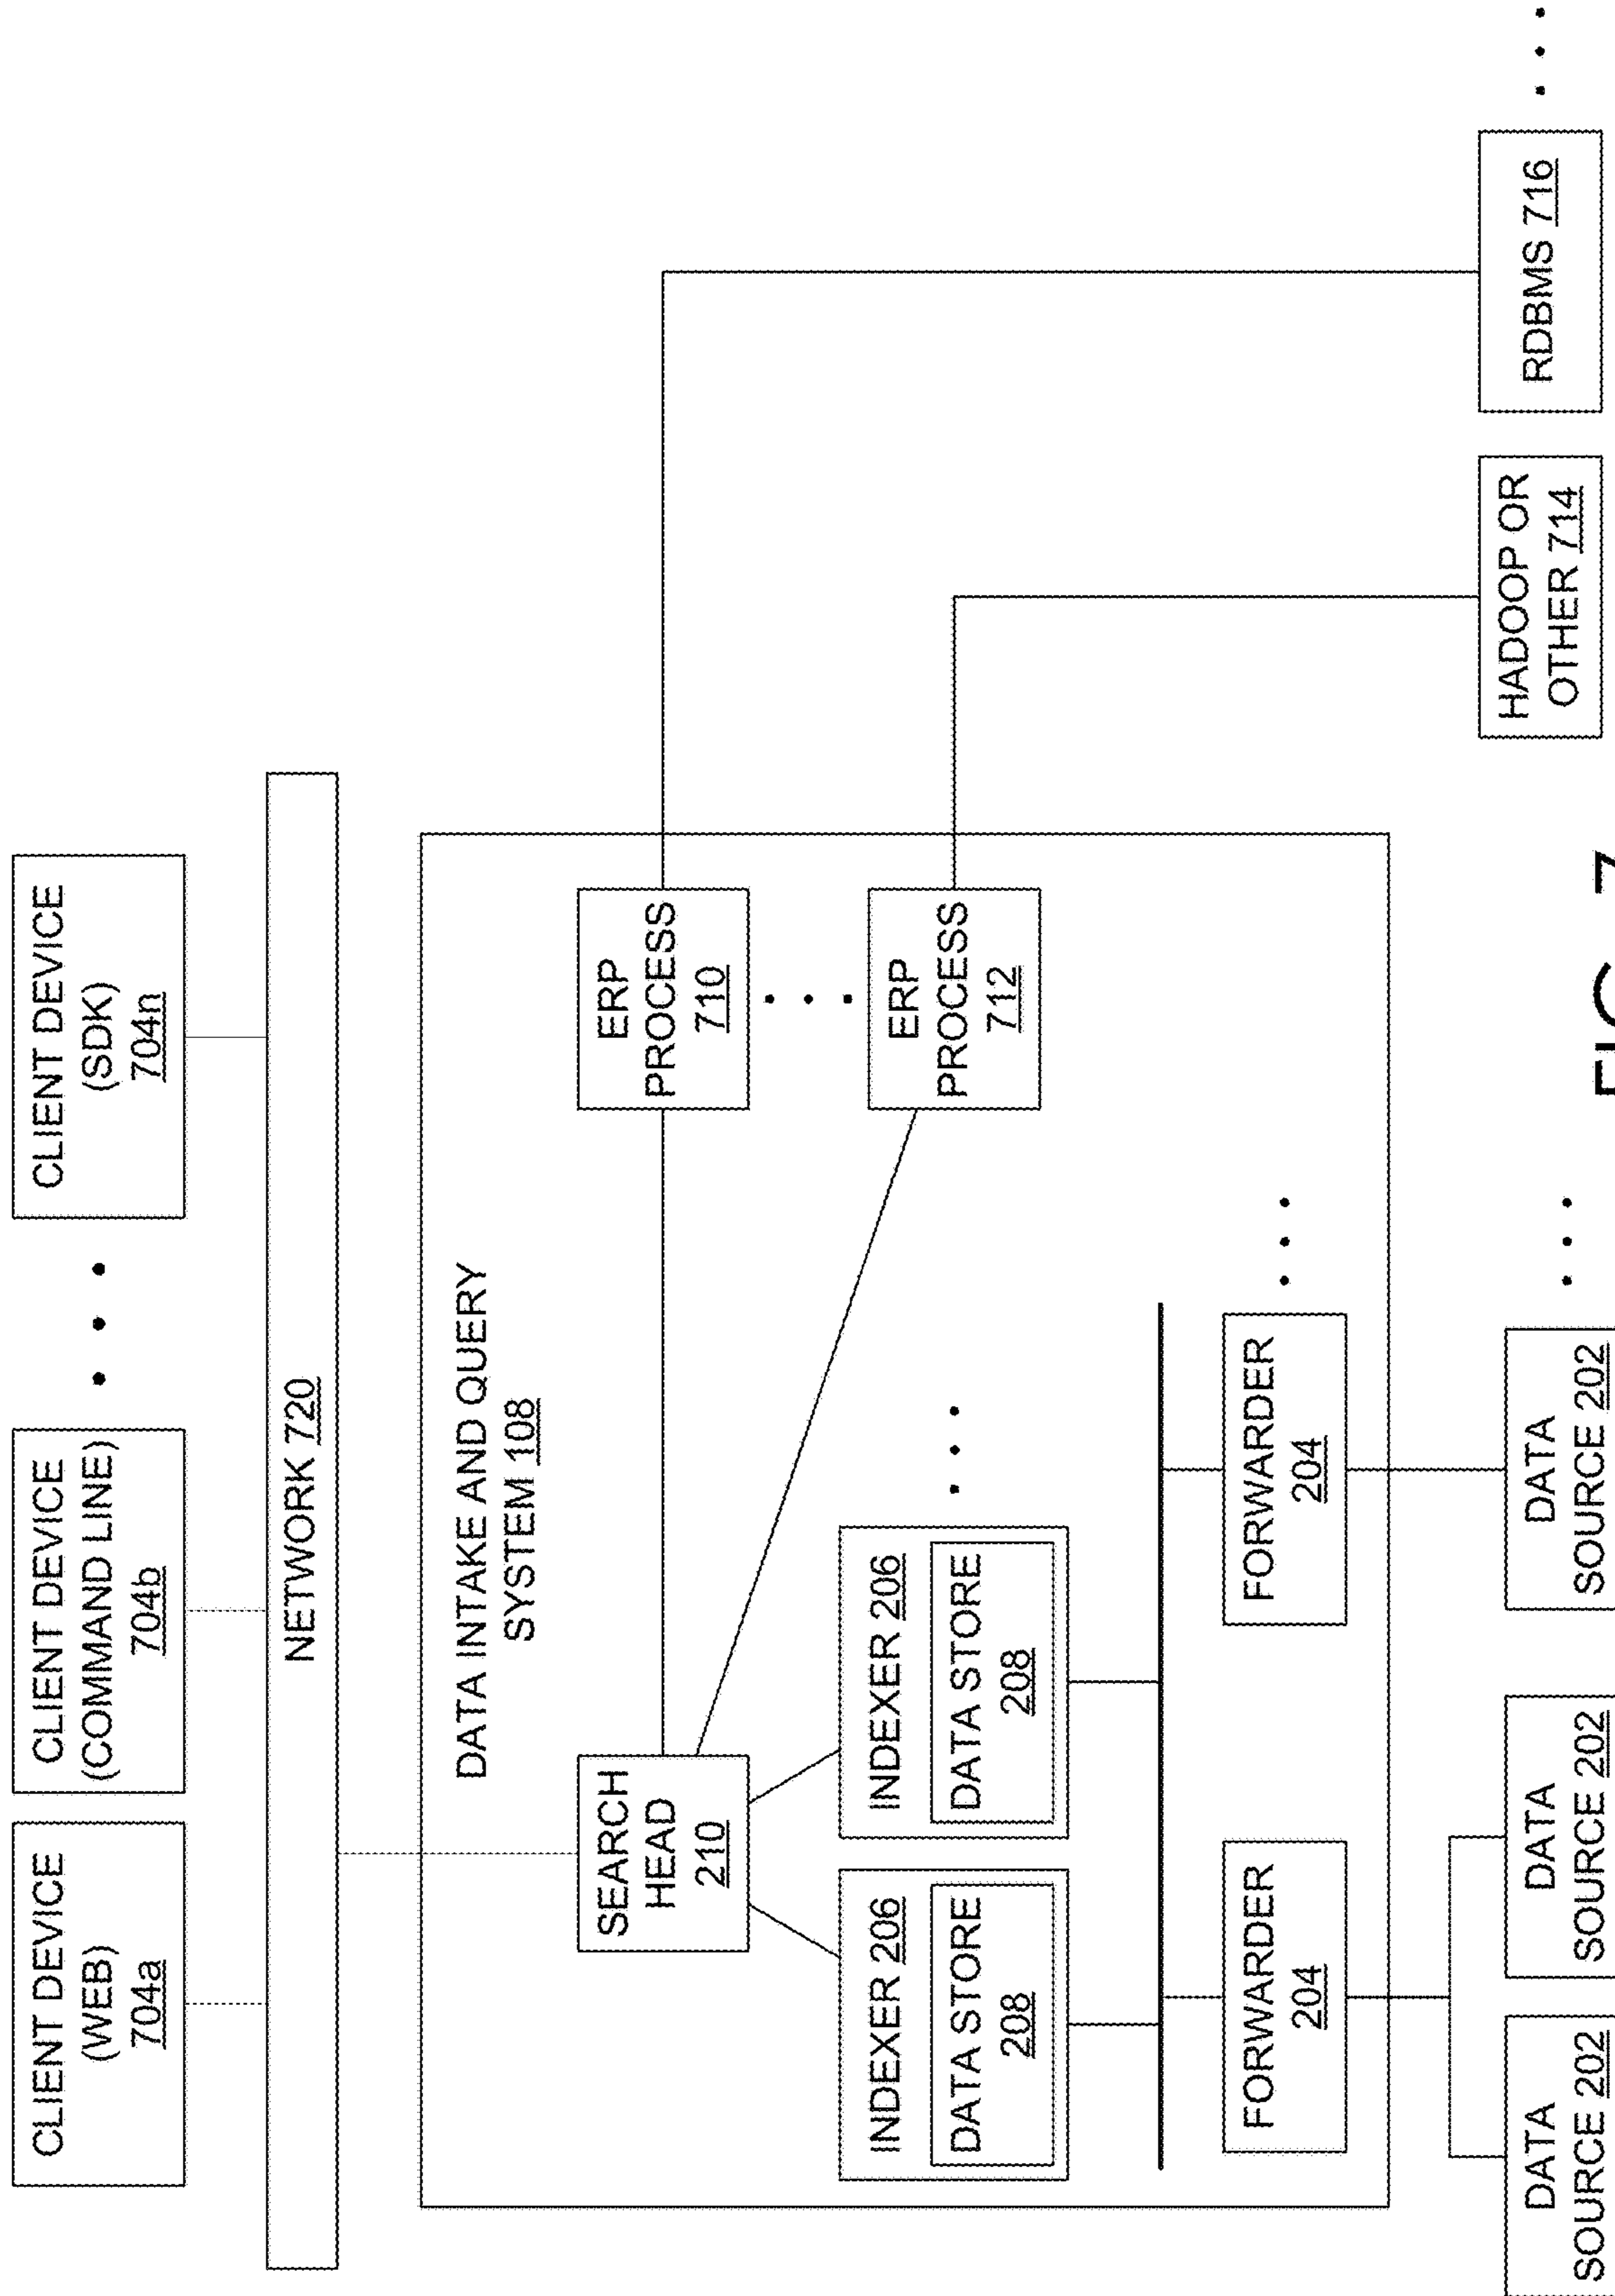 CLIENT DEVICE
(WEB)
704a
CLIENT DEVICE
(COMMAND LINE)
704b
CLIENT DEVICE
(SDK)
704n
NETWORK 720
DATA INTAKE AND QUERY
SYSTEM 108
SEARCH
HEAD
210
ERP
PROCESS
710
ERP
PROCESS
712
INDEXER 206
DATA STORE
208
INDEXER 206
DATA STORE
208
FORWARDER
204
FORWARDER
204
DATA
SOURCE 202
DATA
SOURCE 202
DATA
SOURCE 202
HADOOP OR
OTHER 714
RDBMS 716